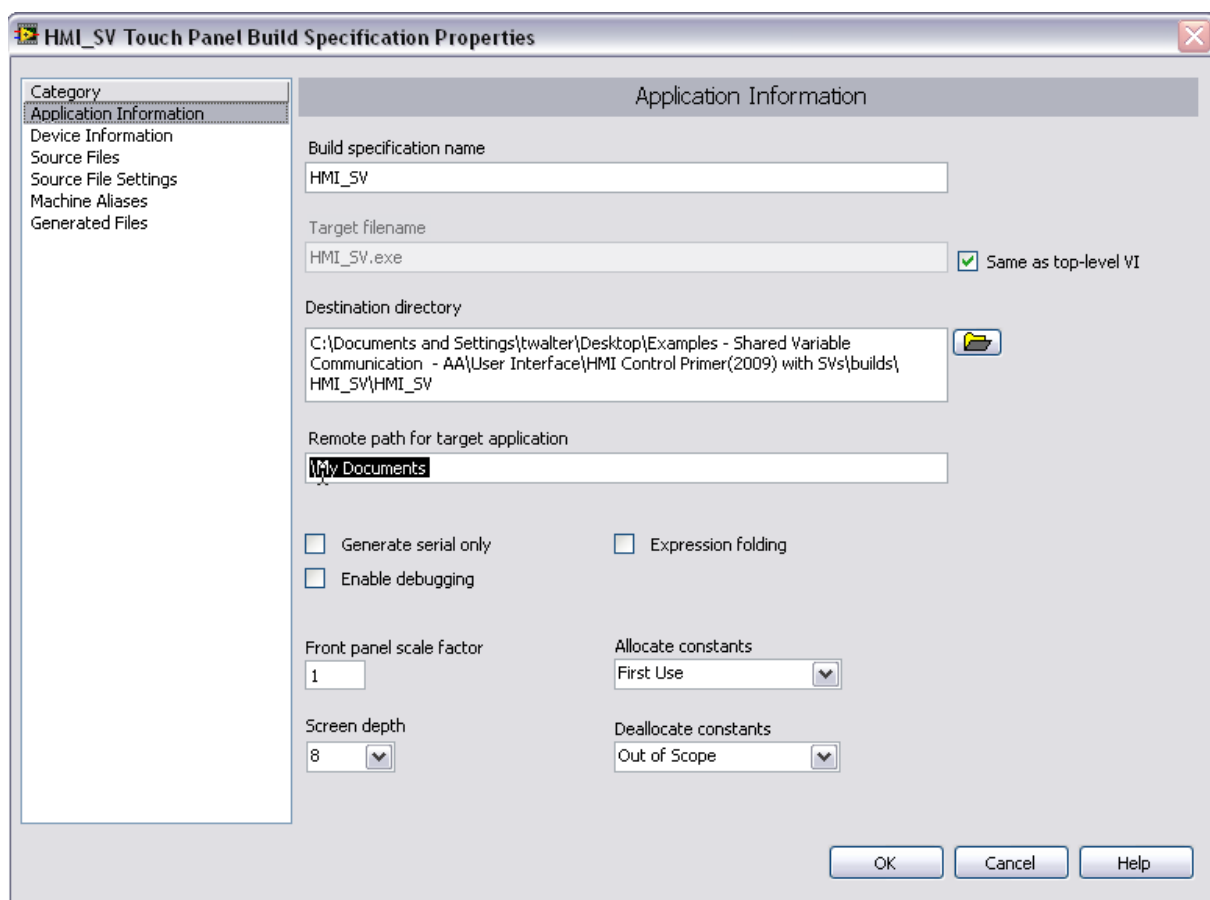 HMI_SV Touch Panel Build Specification Properties
Category
Application Information
Device Information
Source Files
Source File Settings
Machine Aliases
Generated Files
Application Information
Build specification name
HMI_SV
Target filename
HMI_SV.exe
Same as top-level VI
Destination directory
C:\Documents and Settings\twalter\Desktop\Examples - Shared Variable
Communication  - AA\User Interface\HMI Control Primer(2009) with SVs\builds\
HMI_SV\HMI_SV
Remote path for target application
\My Documents
Generate serial only
Expression folding
Enable debugging
Front panel scale factor
1
Allocate constants
First Use
Screen depth
8
Deallocate constants
Out of Scope
OK
Cancel
Help